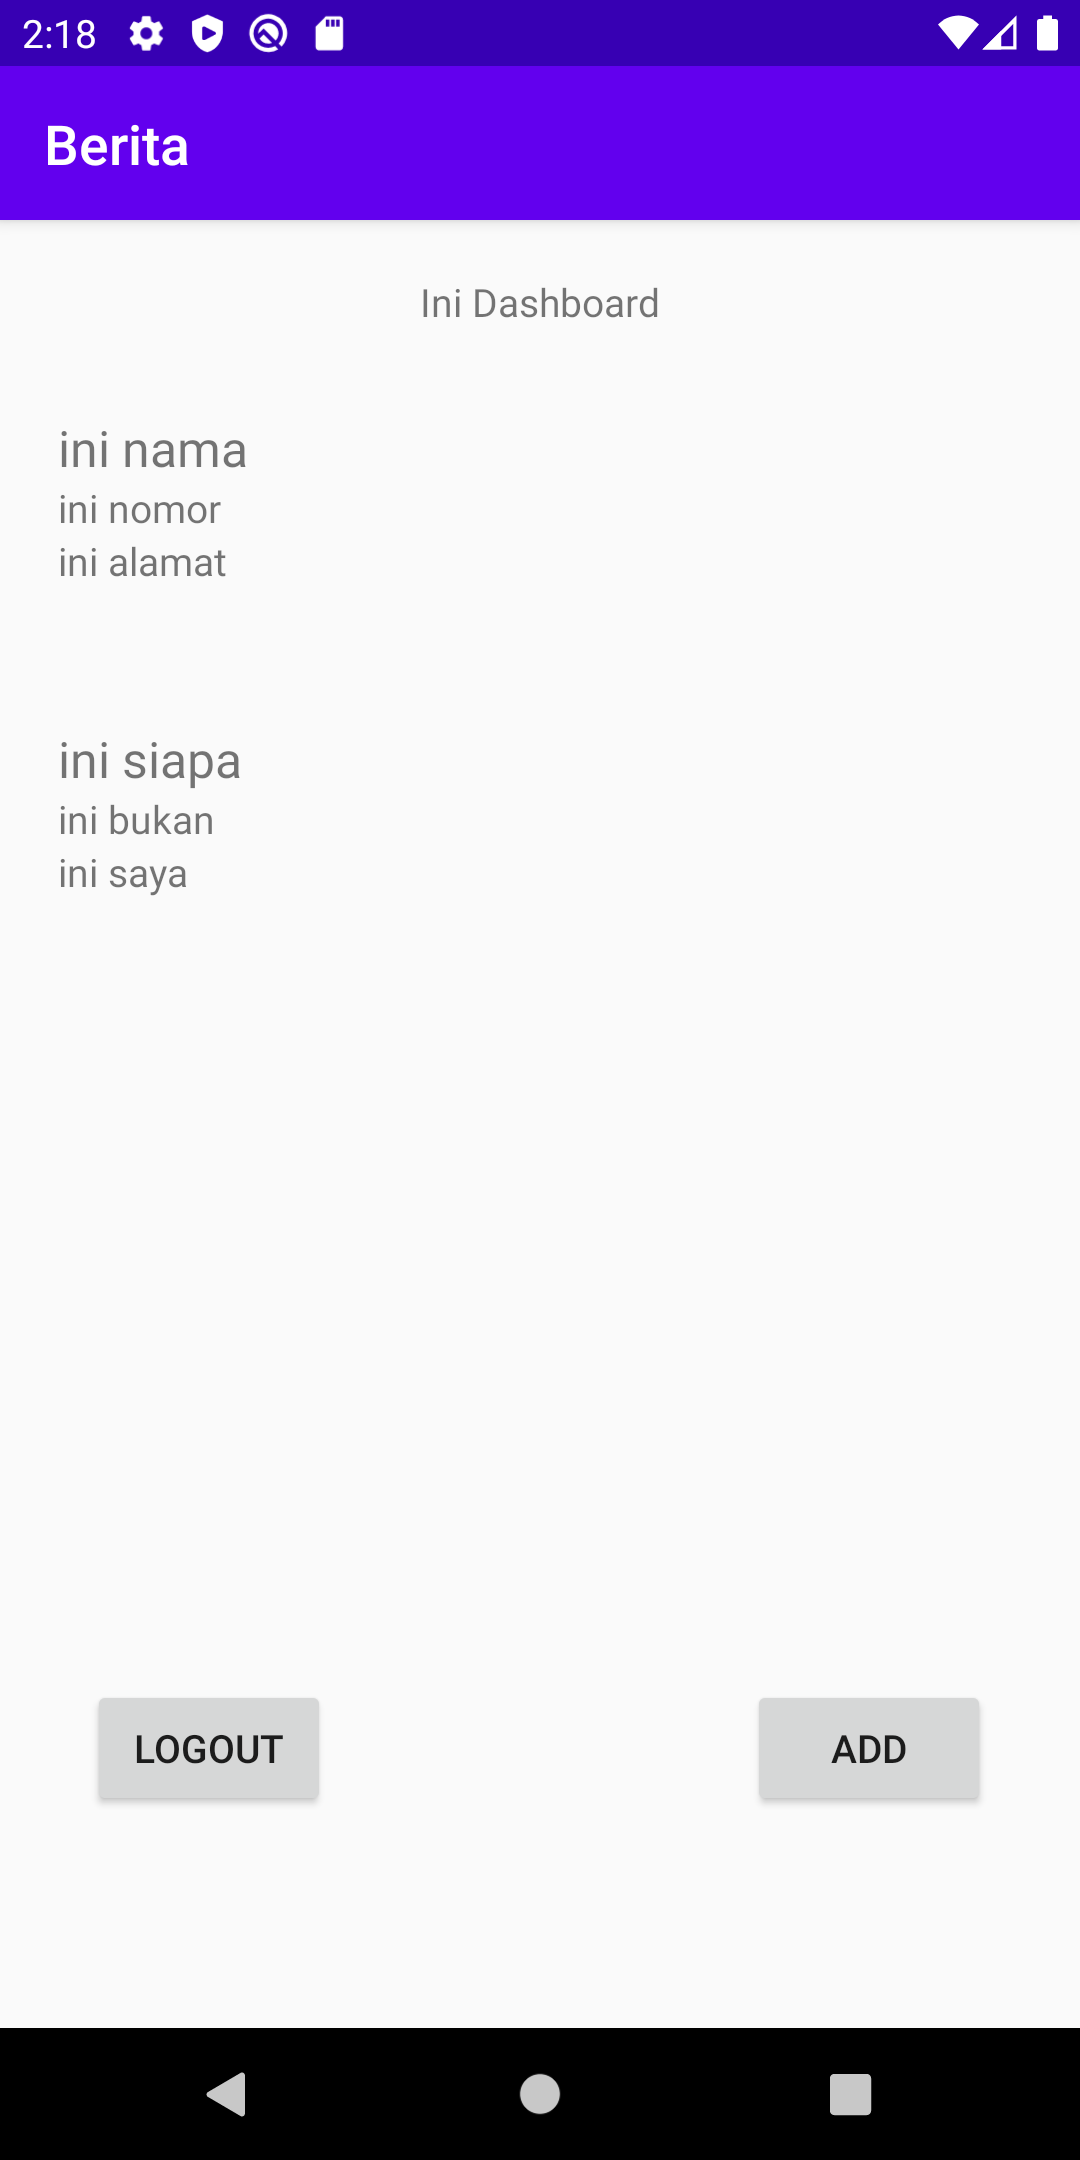 2:18
Berita
Ini Dashboard
ini nama
ini nomor
ini alamat
ini siapa
ini bukan
ini saya
LOGOUT
ADD